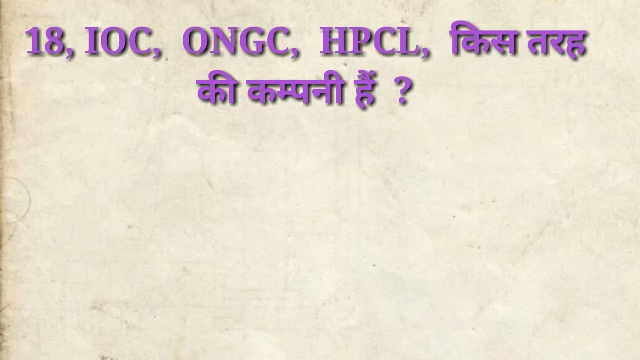 18, IOC, ONGC, HPCL, किस तरह
की कम्पनी हैं ?